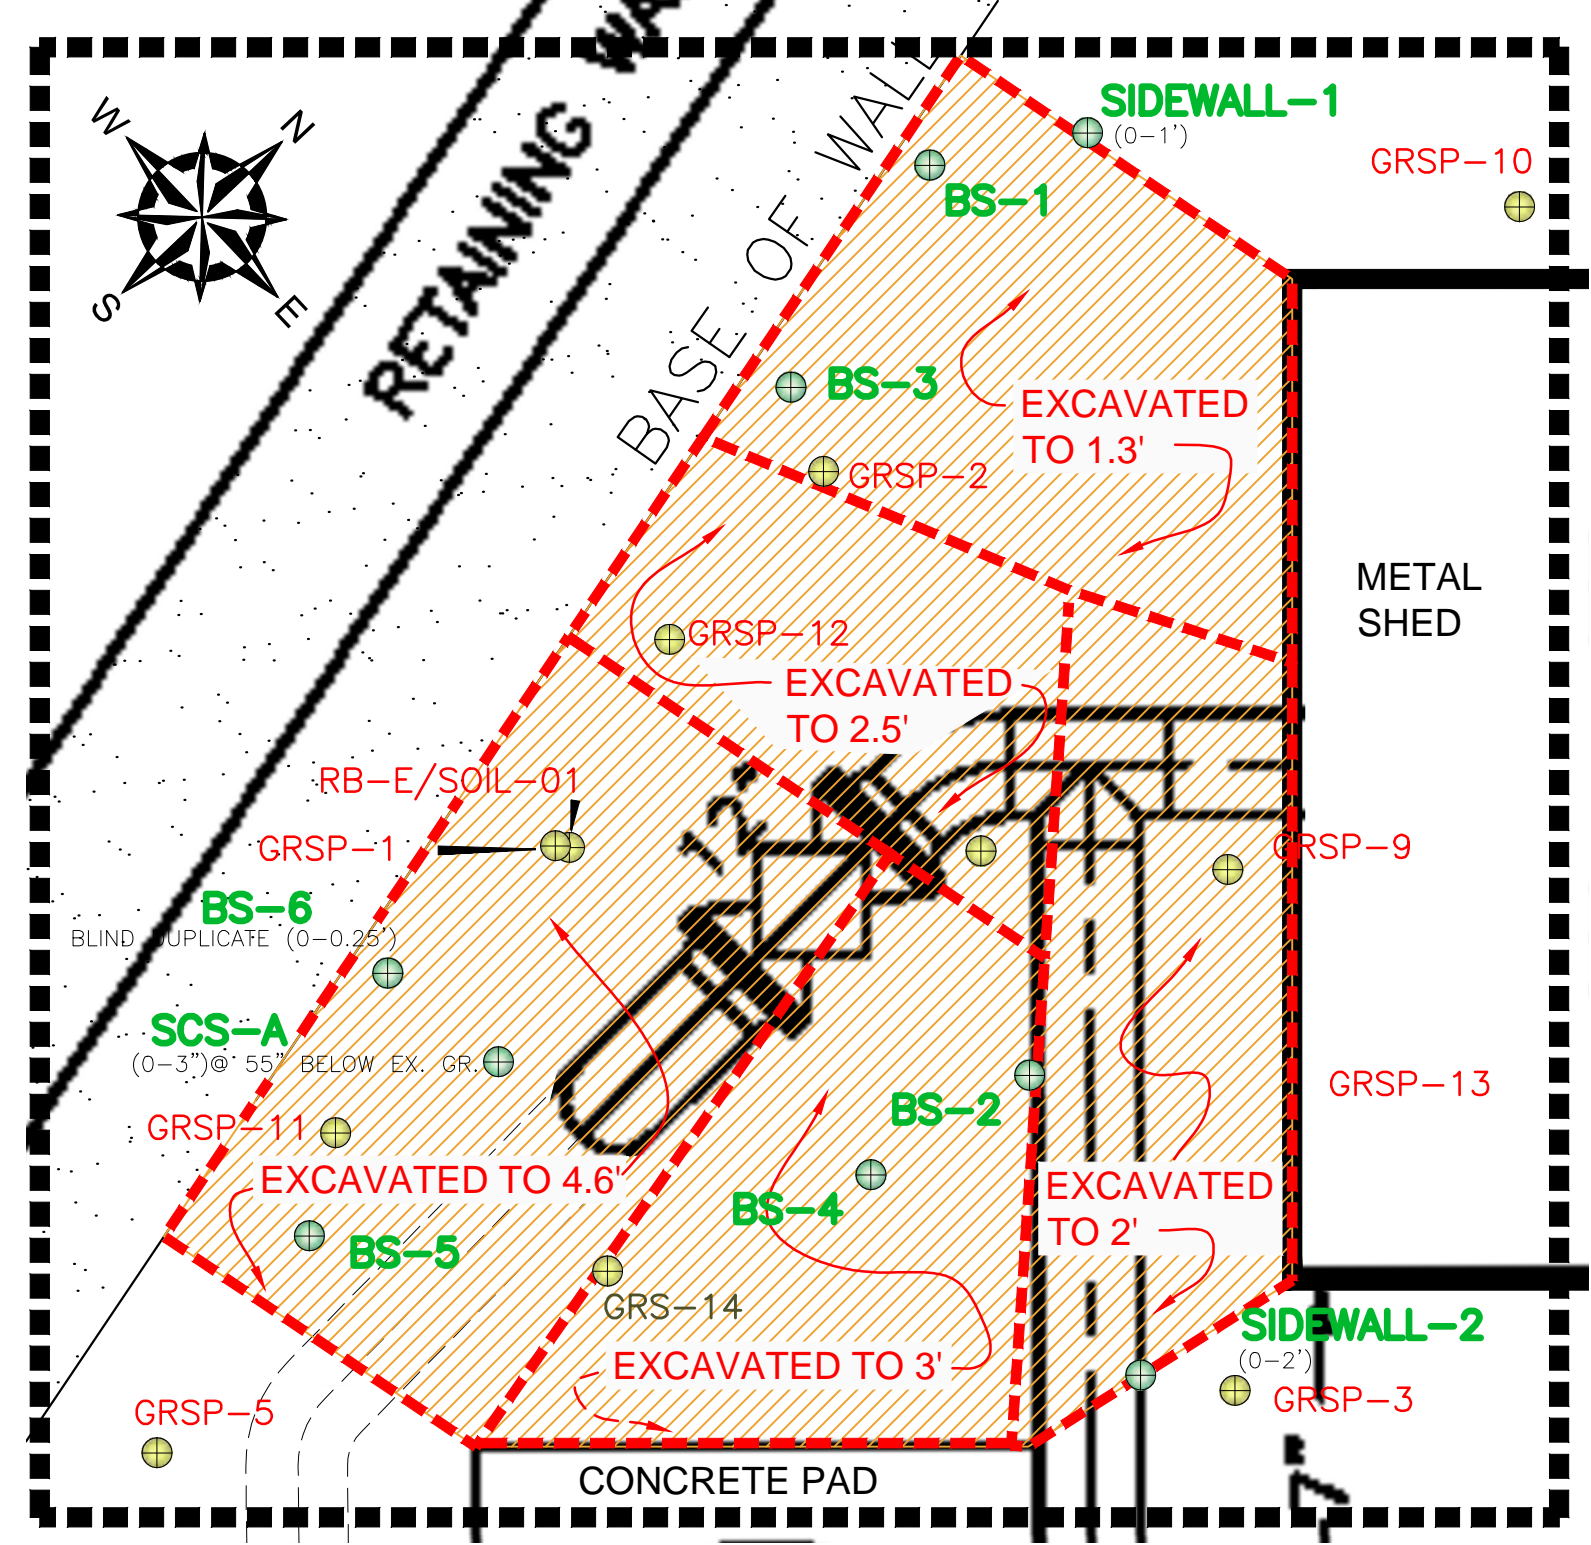 RETAINING WA
BASE OF WALL
W
N
S
E
SIDEWALL-1
(0-1')
GRSP-10
BS-1
BS-3
EXCAVATED
TO 1.3'
GRSP-2
METAL
SHED
GRSP-12
EXCAVATED
TO 2.5'
RB-E/SOIL-01
12"
GRSP-1
GRSP-9
BS-6
BLIND DUPLICATE (0-0.25')
SCS-A
(0-3")@ 55" BELOW EX. GR.
GRSP-13
BS-2
GRSP-11
EXCAVATED TO 4.6'
EXCAVATED
TO 2'
BS-4
BS-5
GRS-14
SIDEWALL-2
(0-2')
EXCAVATED TO 3'
GRSP-3
GRSP-5
CONCRETE PAD